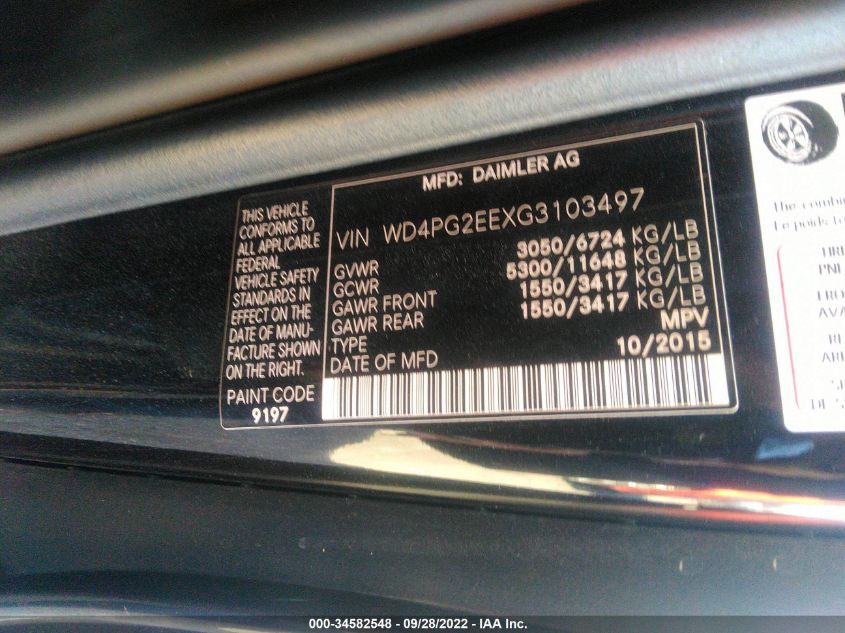 MFD: DAIMLER AG
THIS VEHICLE
CONFORMS TO
ALL APPLICABLE
FEDERAL
VEHICLE SAFETY
STANDARDS IN
EFFECT ON THE
DATE OF MANU-
FACTURE SHOWN
ON THE RIGHT.
PAINT CODE
9197
VIN WD4PG2EEXG3103497
GVWR 3050/6724 KG/LB
GCWR 5300/11648 KG/LB
GAWR FRONT 1550/3417 KG/LB
GAWR REAR 1550/3417 KG/LB
TYPE MPV
DATE OF MFD 10/2015
The combin
Le poids to
000-34582548 - 09/28/2022 - IAA Inc.